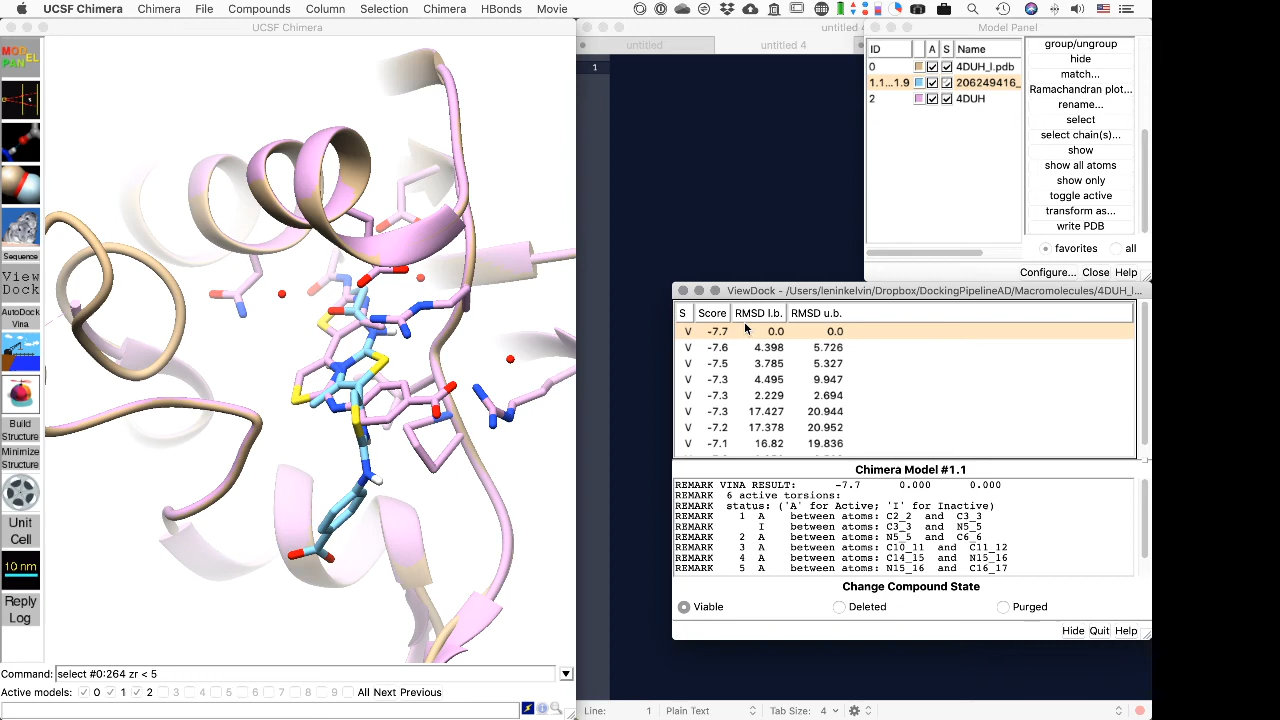 UCSF Chimera Chimera File Compounds Column Selection Chimera HBonds Movie
UCSF Chimera
untitled 4
untitled
untitled 4
1
Model Panel
ID A S Name
0 4DUH_l.pdb
1.1...1.9 206249416_
2 4DUH
group/ungroup
hide
match...
Ramachandran plot...
rename...
select
select chain(s)...
show
show all atoms
show only
toggle active
transform as...
write PDB
favorites all
Configure... Close Help
Sequence
View
Dock
AutoDock
Vina
Build
Structure
Minimize
Structure
Unit
Cell
10 nm
Reply
Log
ViewDock - /Users/leninkelvin/Dropbox/DockingPipelineAD/Macromolecules/4DUH_l...
S Score RMSD l.b. RMSD u.b.
V -7.7 0.0 0.0
V -7.6 4.398 5.726
V -7.5 3.785 5.327
V -7.3 4.495 9.947
V -7.3 2.229 2.694
V -7.3 17.427 20.944
V -7.2 17.378 20.952
V -7.1 16.82 19.836
Chimera Model #1.1
REMARK VINA RESULT: -7.7 0.000 0.000
REMARK 6 active torsions:
REMARK status: ('A' for Active; 'I' for Inactive)
REMARK 1 A between atoms: C2_2 and C3_3
REMARK I between atoms: C3_3 and N5_5
REMARK 2 A between atoms: N5_5 and C6_6
REMARK 3 A between atoms: C10_11 and C11_12
REMARK 4 A between atoms: C14_15 and N15_16
REMARK 5 A between atoms: N15_16 and C16_17
Change Compound State
Viable Deleted Purged
Hide Quit Help
Command: select #0:264 zr < 5
Active models: 0 1 2 3 4 5 6 7 8 9 All Next Previous
Line: 1 Plain Text Tab Size: 4